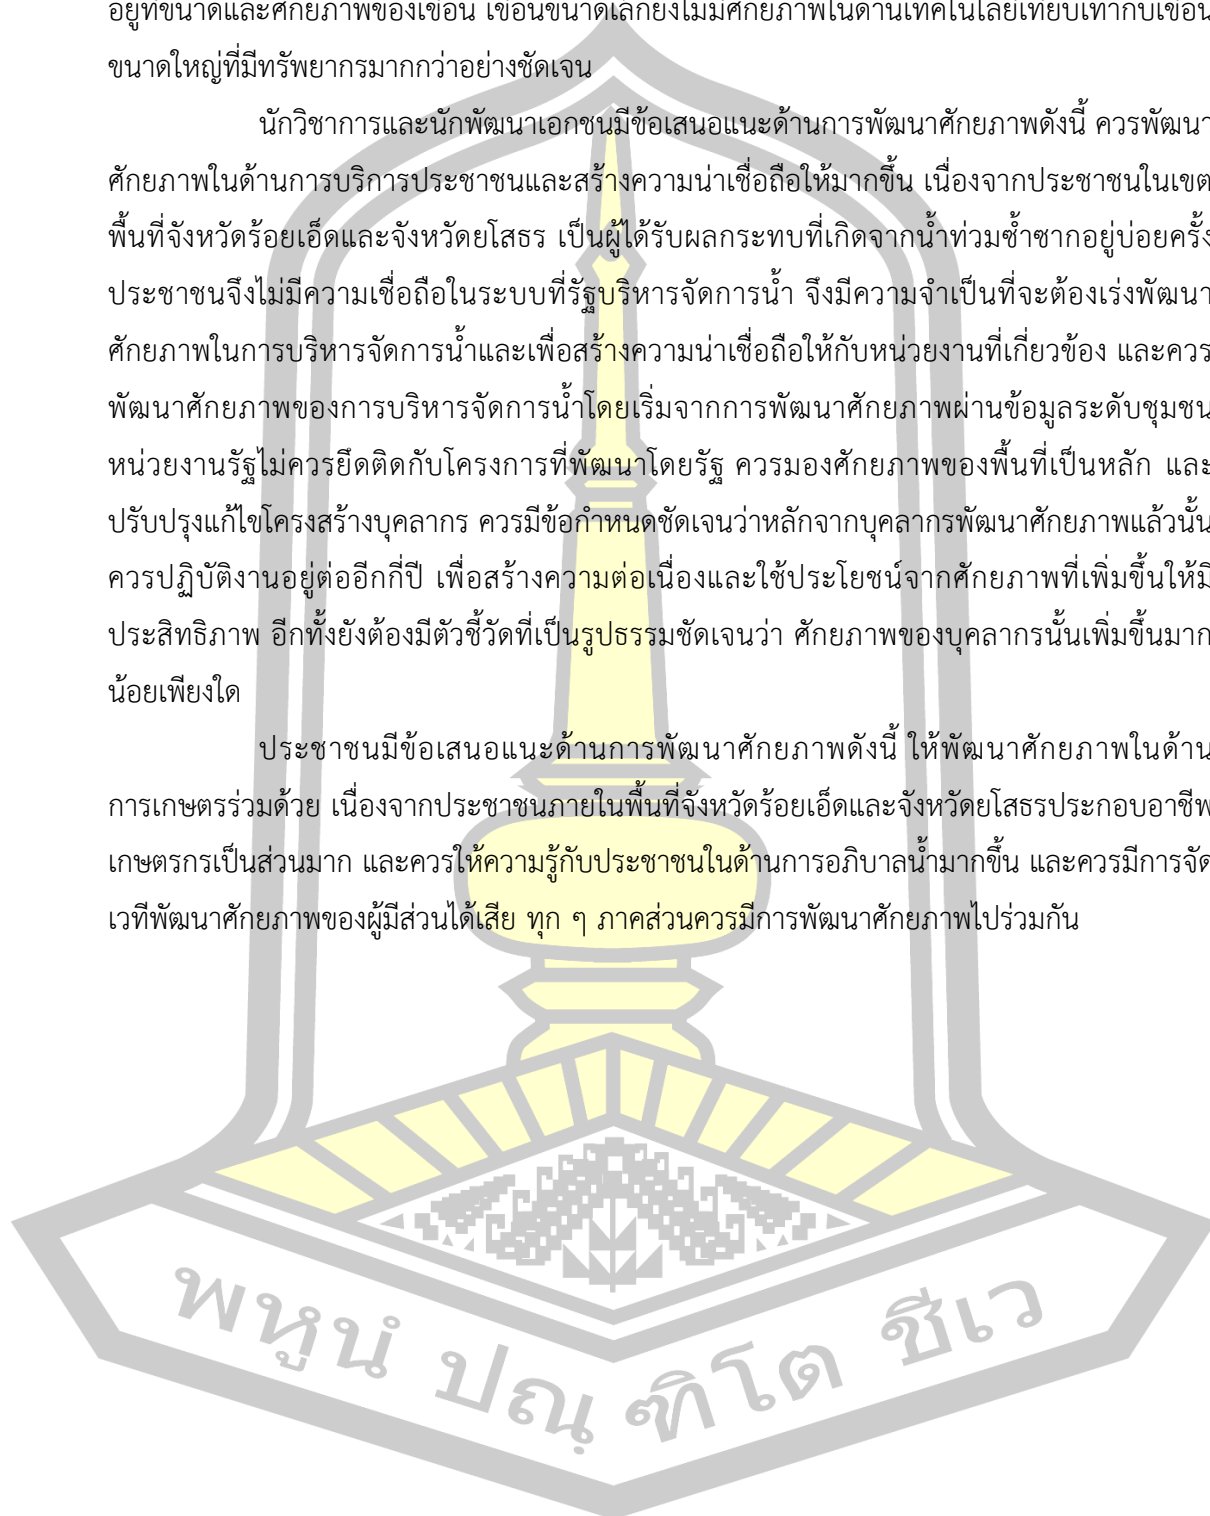 อยู่ที่ขนาดและศักยภาพของเขื่อน เขื่อนขนาดเล็กยังไม่มีศักยภาพในด้านเทคโนโลยีเทียบเท่ากับเขื่อน
ขนาดใหญ่ที่มีทรัพยากรมากกว่าอย่างชัดเจน
นักวิชาการและนักพัฒนาเอกชนมีข้อเสนอแนะด้านการพัฒนาศักยภาพดังนี้ ควรพัฒนา
ศักยภาพในด้านการบริการประชาชนและสร้างความน่าเชื่อถือให้มากขึ้น เนื่องจากประชาชนในเขต
พื้นที่จังหวัดร้อยเอ็ดและจังหวัดยโสธร เป็นผู้ได้รับผลกระทบที่เกิดจากน้ำท่วมซ้ำซากอยู่บ่อยครั้ง
ประชาชนจึงไม่มีความเชื่อถือในระบบที่รัฐบริหารจัดการน้ำ จึงมีความจำเป็นที่จะต้องเร่งพัฒนา
ศักยภาพในการบริหารจัดการน้ำและเพื่อสร้างความน่าเชื่อถือให้กับหน่วยงานที่เกี่ยวข้อง และควร
พัฒนาศักยภาพของการบริหารจัดการน้ำโดยเริ่มจากการพัฒนาศักยภาพผ่านข้อมูลระดับชุมชน
หน่วยงานรัฐไม่ควรยึดติดกับโครงการที่พัฒนาโดยรัฐ ควรมองศักยภาพของพื้นที่เป็นหลัก และ
ปรับปรุงแก้ไขโครงสร้างบุคลากร ควรมีข้อกำหนดชัดเจนว่าหลักจากบุคลากรพัฒนาศักยภาพแล้วนั้น
ควรปฏิบัติงานอยู่ต่ออีกกี่ปี เพื่อสร้างความต่อเนื่องและใช้ประโยชน์จากศักยภาพที่เพิ่มขึ้นให้มี
ประสิทธิภาพ อีกทั้งยังต้องมีตัวชี้วัดที่เป็นรูปธรรมชัดเจนว่า ศักยภาพของบุคลากรนั้นเพิ่มขึ้นมาก
น้อยเพียงใด
ประชาชนมีข้อเสนอแนะด้านการพัฒนาศักยภาพดังนี้ ให้พัฒนาศักยภาพในด้าน
การเกษตรร่วมด้วย เนื่องจากประชาชนภายในพื้นที่จังหวัดร้อยเอ็ดและจังหวัดยโสธรประกอบอาชีพ
เกษตรกรเป็นส่วนมาก และควรให้ความรู้กับประชาชนในด้านการอภิบาลน้ำมากขึ้น และควรมีการจัด
เวทีพัฒนาศักยภาพของผู้มีส่วนได้เสีย ทุก ๆ ภาคส่วนควรมีการพัฒนาศักยภาพไปร่วมกัน
พหูนํ ปณฺฑิโต ชีเว